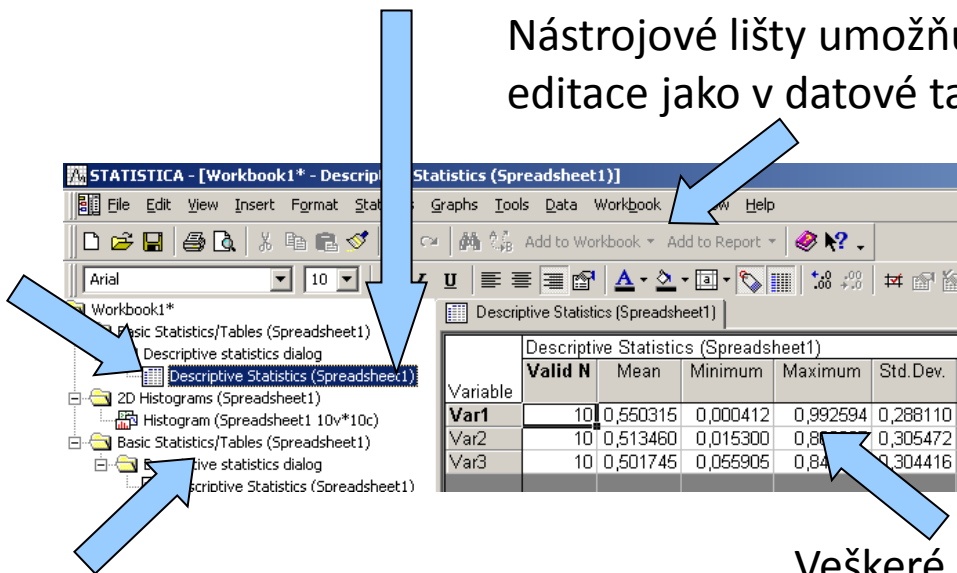 Nástrojové lišty umožňu
editace jako v datové ta
STATISTICA - [Workbook1* - Descrip Statistics (Spreadsheet1)]
File Edit View Insert Format Graphs Tools Data Workbook Help
Add to Workbook Add to Report
Arial 10 U A
Workbook1*
Basic Statistics/Tables (Spreadsheet1)
Descriptive statistics dialog
Descriptive Statistics (Spreadsheet1)
2D Histograms (Spreadsheet1)
Histogram (Spreadsheet1 10v*10c)
Basic Statistics/Tables (Spreadsheet1)
statistics dialog
Statistics (Spreadsheet1)
Descriptive Statistics (Spreadsheet1)
Descriptive Statistics (Spreadsheet1)
Variable Valid N Mean Minimum Maximum Std.Dev.
Var1 10 0,550315 0,000412 0,992594 0,288110
Var2 10 0,513460 0,015300 0,305472
Var3 10 0,501745 0,055905 0,84 0,304416
Veškeré